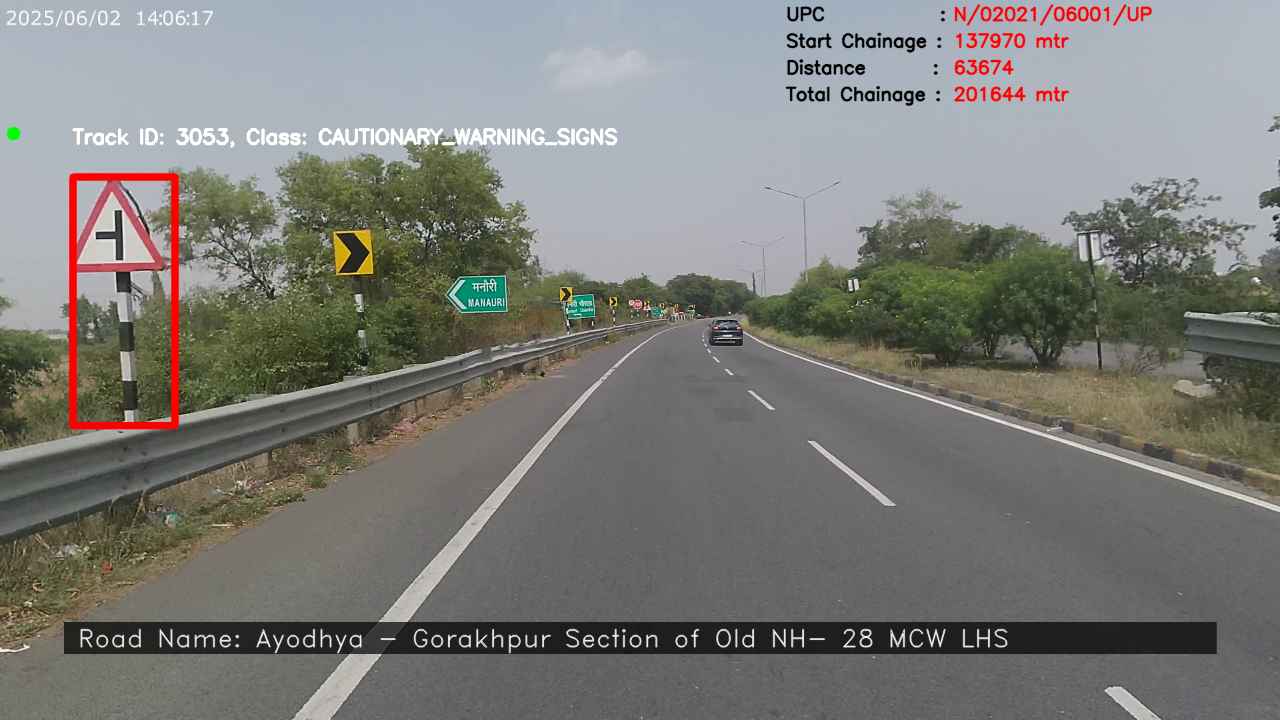 2025/06/02 14:06:17
UPC : N/02021/06001/UP
Start Chainage : 137970 mtr
Distance : 63674
Total Chainage : 201644 mtr
Track ID: 3053, Class: CAUTIONARY_WARNING_SIGNS
मनौरी
MANAURI
Road Name: Ayodhya - Gorakhpur Section of Old NH- 28 MCW LHS